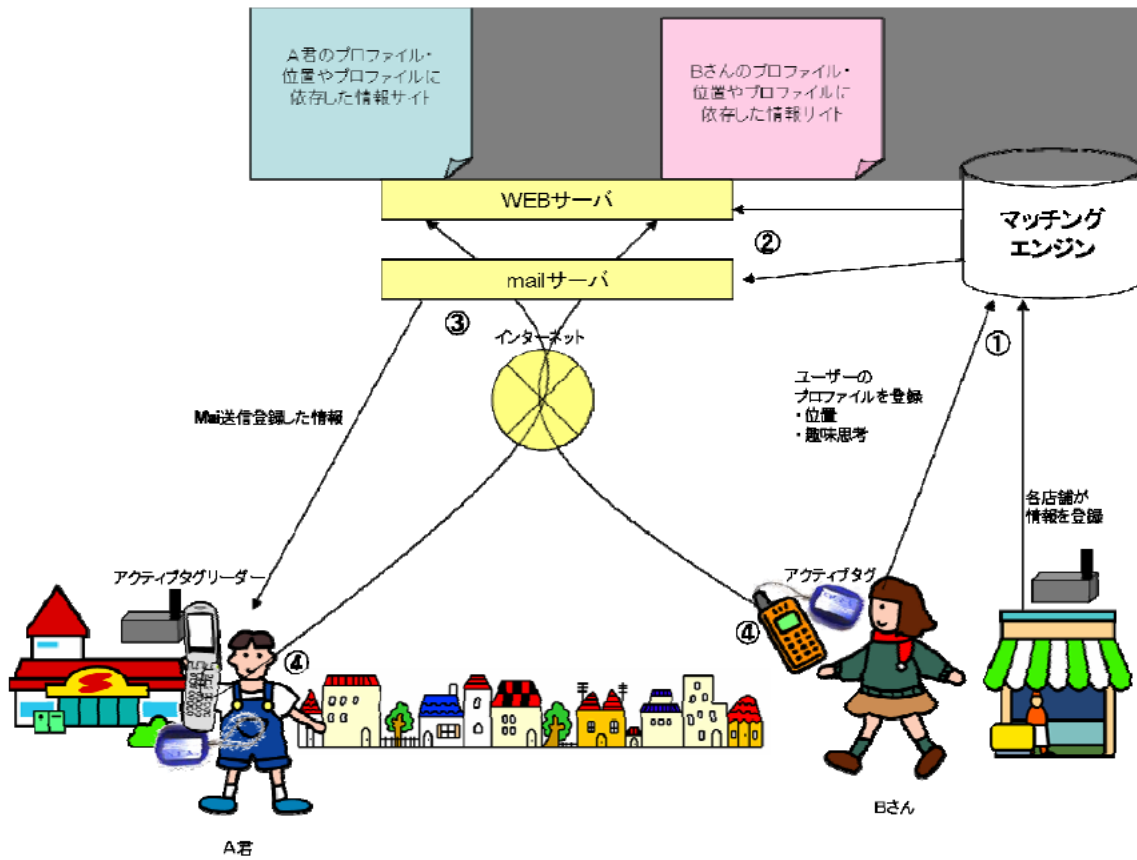 A君のプロファイル・
位置やプロファイルに
依存した情報サイト
Bさんのプロファイル・
位置やプロファイルに
依存した情報サイト
WEBサーバ
マッチング
エンジン
②
mailサーバ
③
インターネット
①
ユーザーの
プロファイルを登録
・位置
・趣味思考
Mai送信登録した情報
各店舗が
情報を登録
アクティブタグリーダー
アクティブタグ
④
④
Bさん
A君